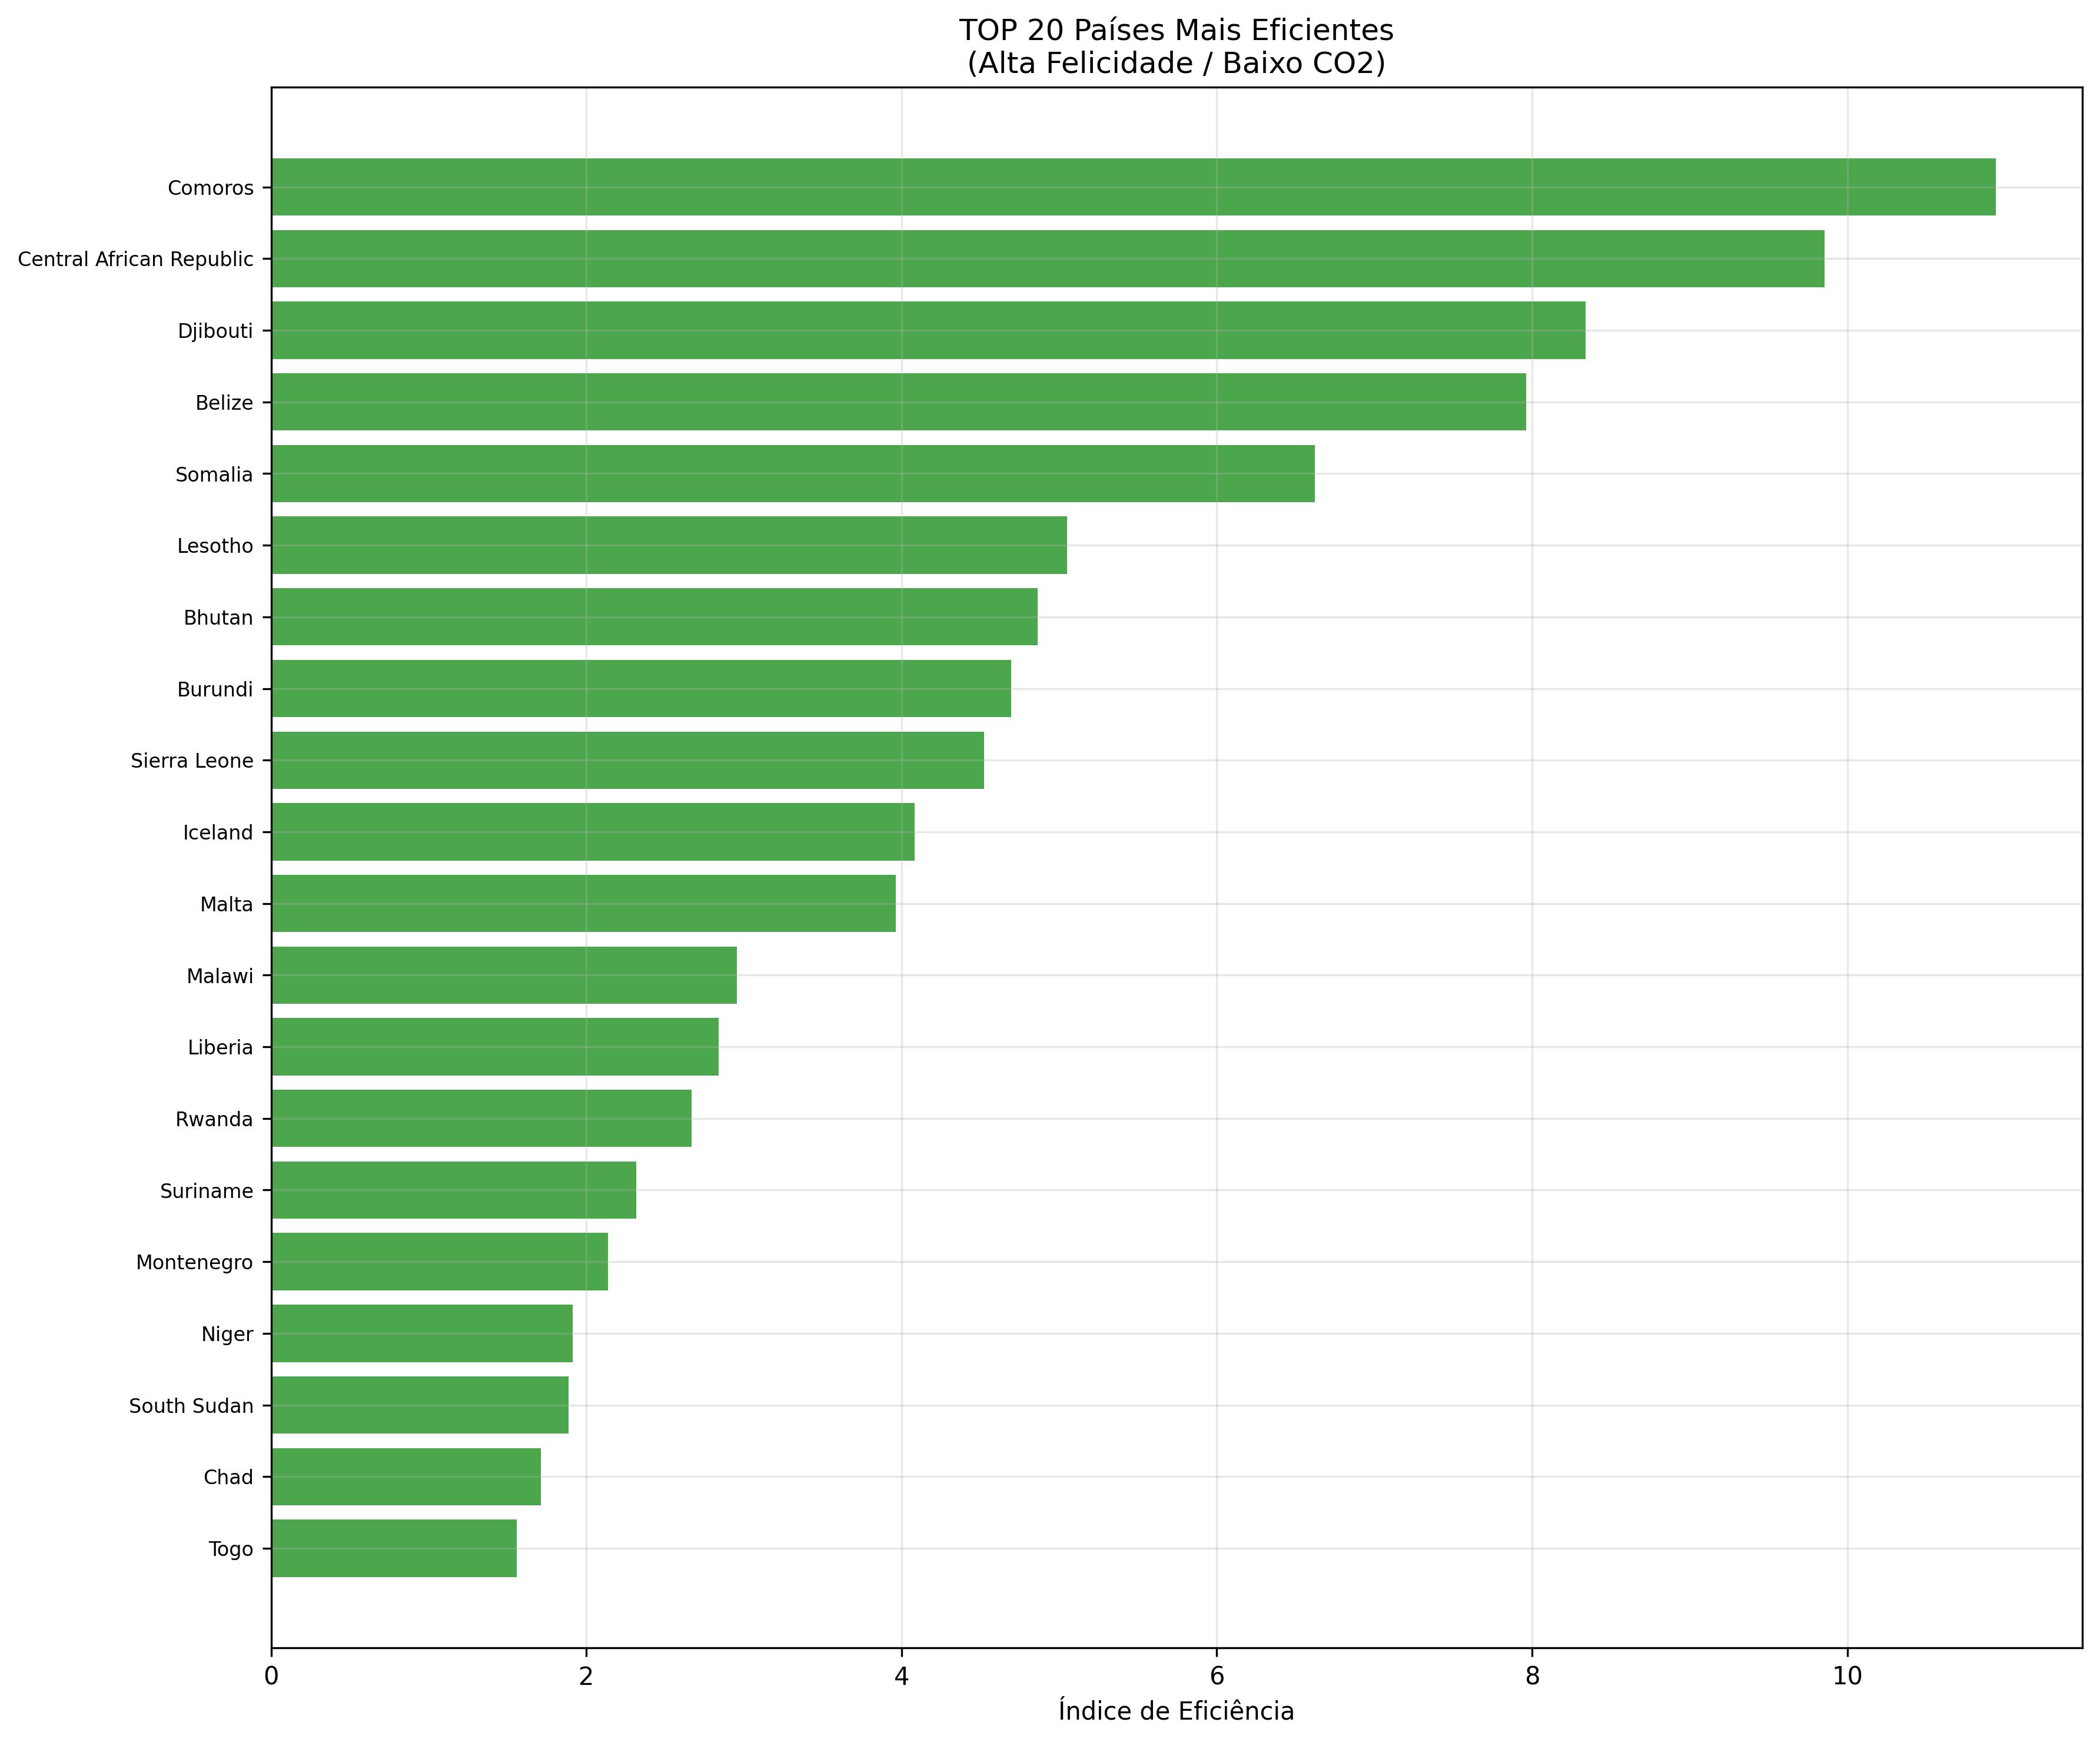 TOP 20 Países Mais Eficientes
(Alta Felicidade / Baixo CO2)
Comoros
Central African Republic
Djibouti
Belize
Somalia
Lesotho
Bhutan
Burundi
Sierra Leone
Iceland
Malta
Malawi
Liberia
Rwanda
Suriname
Montenegro
Niger
South Sudan
Chad
Togo
0 2 4 6 8 10
Índice de Eficiência